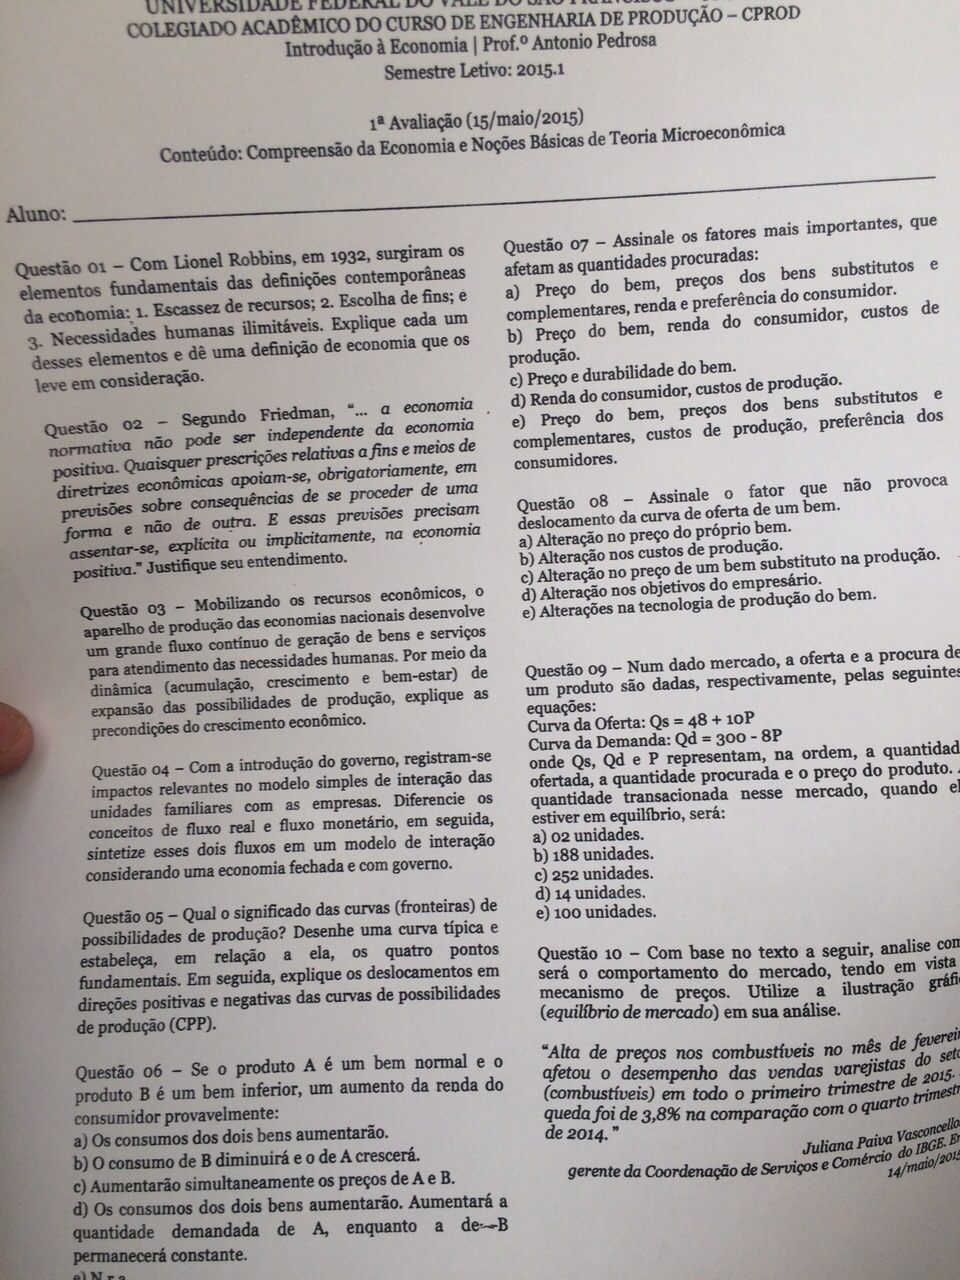 UNIVERSIDADE FEDERAL DO VALE DO SÃO
COLEGIADO ACADÊMICO DO CURSO DE ENGENHARIA DE PRODUÇÃO – CPROD
Introdução à Economia | Prof.º Antonio Pedrosa
Semestre Letivo: 2015.1
1ª Avaliação (15/maio/2015)
Conteúdo: Compreensão da Economia e Noções Básicas de Teoria Microeconômica
Aluno:
Questão 01 – Com Lionel Robbins, em 1932, surgiram os
elementos fundamentais das definições contemporâneas
da economia: 1. Escassez de recursos; 2. Escolha de fins; e
3. Necessidades humanas ilimitáveis. Explique cada um
desses elementos e dê uma definição de economia que os
leve em consideração.
Questão 02 – Segundo Friedman, "... a economia
normativa não pode ser independente da economia
positiva. Quaisquer prescrições relativas a fins e meios de
diretrizes econômicas apoiam-se, obrigatoriamente, em
previsões sobre consequências de se proceder de uma
forma e não de outra. E essas previsões precisam
assentar-se, explícita ou implicitamente, na economia
positiva." Justifique seu entendimento.
Questão 03 – Mobilizando os recursos econômicos, o
aparelho de produção das economias nacionais desenvolve
um grande fluxo contínuo de geração de bens e serviços
para atendimento das necessidades humanas. Por meio da
dinâmica (acumulação, crescimento e bem-estar) de
expansão das possibilidades de produção, explique as
precondições do crescimento econômico.
Questão 04 – Com a introdução do governo, registram-se
impactos relevantes no modelo simples de interação das
unidades familiares com as empresas. Diferencie os
conceitos de fluxo real e fluxo monetário, em seguida,
sintetize esses dois fluxos em um modelo de interação
considerando uma economia fechada e com governo.
Questão 05 – Qual o significado das curvas (fronteiras) de
possibilidades de produção? Desenhe uma curva típica e
estabeleça, em relação a ela, os quatro pontos
fundamentais. Em seguida, explique os deslocamentos em
direções positivas e negativas das curvas de possibilidades
de produção (CPP).
Questão 06 – Se o produto A é um bem normal e o
produto B é um bem inferior, um aumento da renda do
consumidor provavelmente:
a) Os consumos dos dois bens aumentarão.
b) O consumo de B diminuirá e o de A crescerá.
c) Aumentarão simultaneamente os preços de A e B.
d) Os consumos dos dois bens aumentarão. Aumentará a
quantidade demandada de A, enquanto a de B
permanecerá constante.
e) N.r.a
Questão 07 – Assinale os fatores mais importantes, que
afetam as quantidades procuradas:
a) Preço do bem, preços dos bens substitutos e
complementares, renda e preferência do consumidor.
b) Preço do bem, renda do consumidor, custos de
produção.
c) Preço e durabilidade do bem.
d) Renda do consumidor, custos de produção.
e) Preço do bem, preços dos bens substitutos e
complementares, custos de produção, preferência dos
consumidores.
Questão 08 – Assinale o fator que não provoca
deslocamento da curva de oferta de um bem.
a) Alteração no preço do próprio bem.
b) Alteração nos custos de produção.
c) Alteração no preço de um bem substituto na produção.
d) Alteração nos objetivos do empresário.
e) Alterações na tecnologia de produção do bem.
Questão 09 – Num dado mercado, a oferta e a procura de
um produto são dadas, respectivamente, pelas seguintes
equações:
Curva da Oferta: Qs = 48 + 10P
Curva da Demanda: Qd = 300 - 8P
onde Qs, Qd e P representam, na ordem, a quantidad
ofertada, a quantidade procurada e o preço do produto.
quantidade transacionada nesse mercado, quando el
estiver em equilíbrio, será:
a) 02 unidades.
b) 188 unidades.
c) 252 unidades.
d) 14 unidades.
e) 100 unidades.
Questão 10 – Com base no texto a seguir, analise com
será o comportamento do mercado, tendo em vista
mecanismo de preços. Utilize a ilustração gráfic
(equilíbrio de mercado) em sua análise.
"Alta de preços nos combustíveis no mês de fevereir
afetou o desempenho das vendas varejistas do seto
(combustíveis) em todo o primeiro trimestre de 2015.
queda foi de 3,8% na comparação com o quarto trimestr
de 2014."
Juliana Paiva Vasconcello
gerente da Coordenação de Serviços e Comércio do IBGE. Em
14/maio/2015